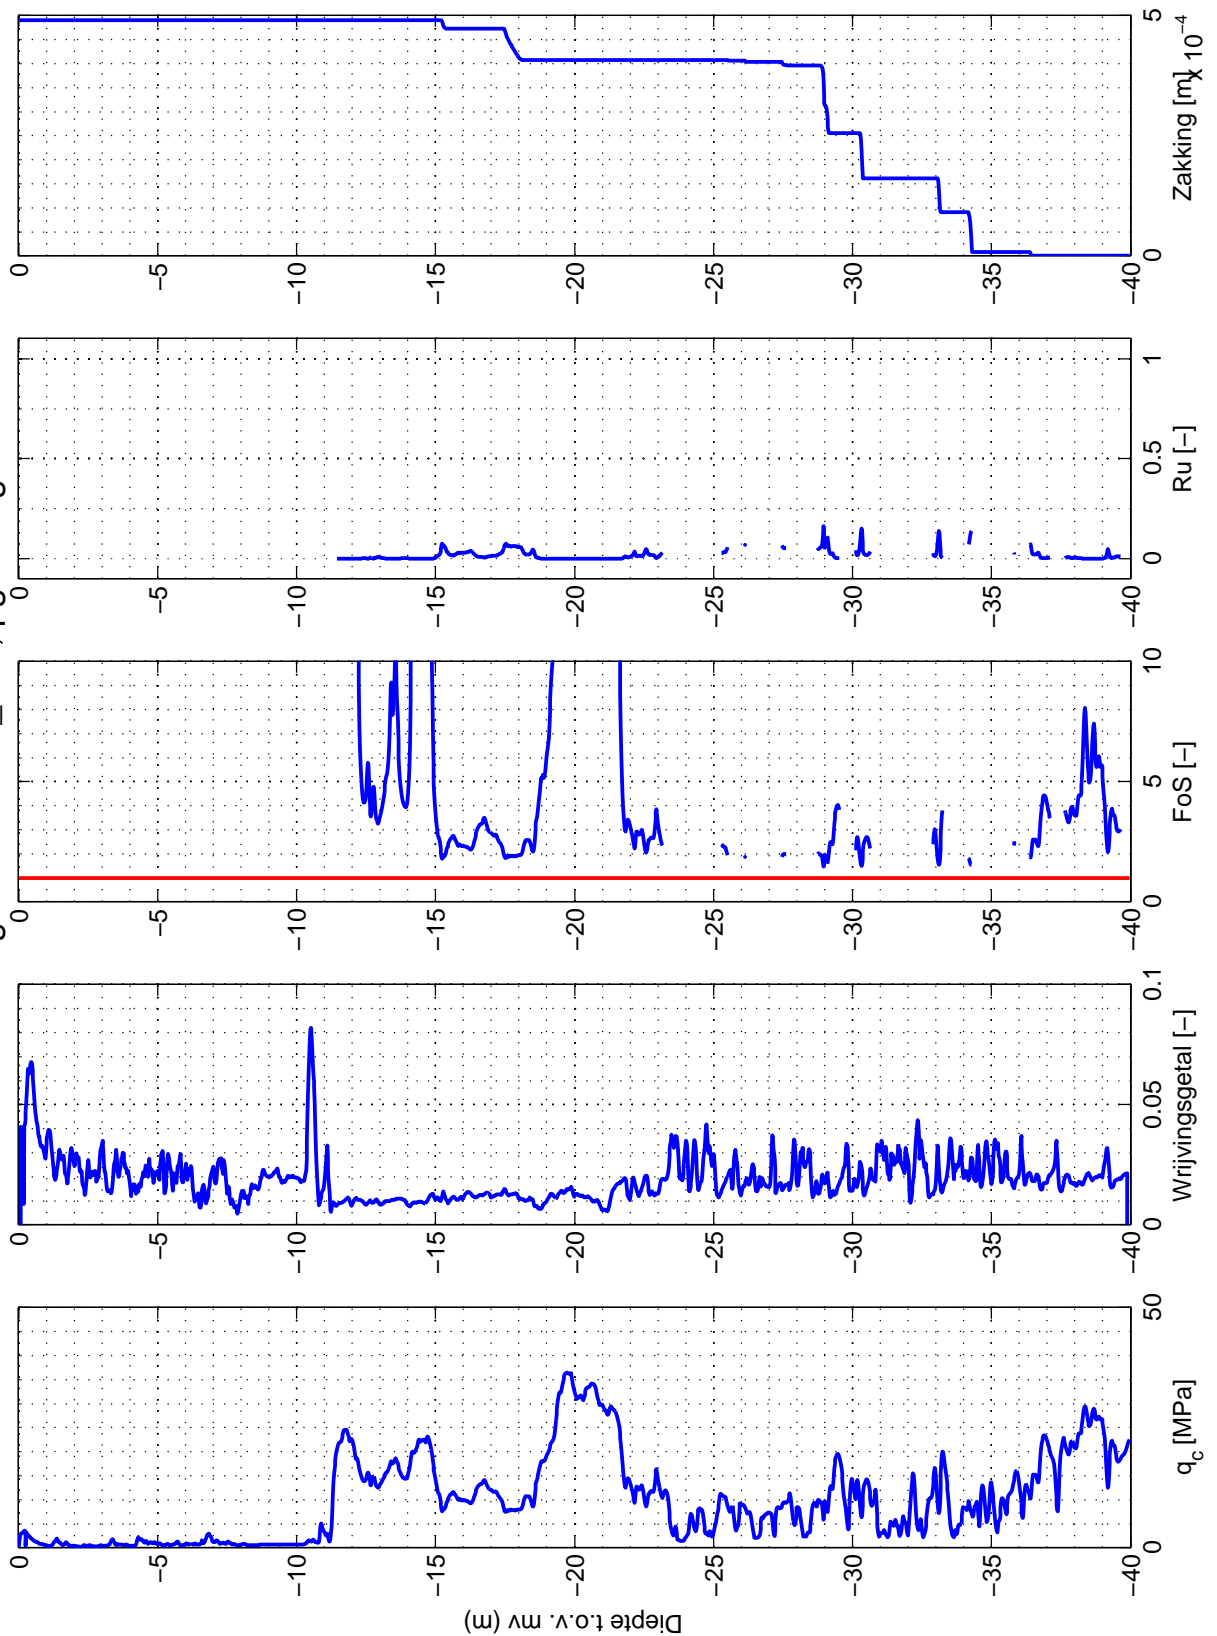 Diepte t.o.v. mv (m)
0 0 0 0 0
−5 −5 −5 −5 −5
−10 −10 −10 −10 −10
−15 −15 −15 −15 −15
−20 −20 −20 −20 −20
−25 −25 −25 −25 −25
−30 −30 −30 −30 −30
−35 −35 −35 −35 −35
−40 −40 −40 −40 −40
0 50 0 0.05 0.1 0 5 10 0 0.5 1 0 5
q_c [MPa] Wrijvingsgetal [−] FoS [−] Ru [−] Zakking [m]
x 10^−4